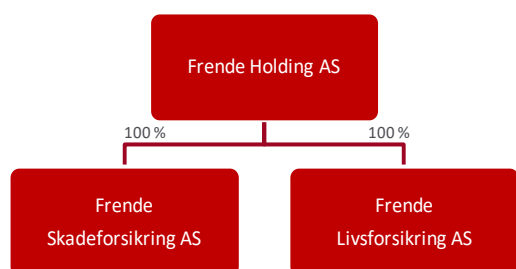 Frende Holding AS
100 %
100 %
Frende
Skadeforsikring AS
Frende
Livsforsikring AS